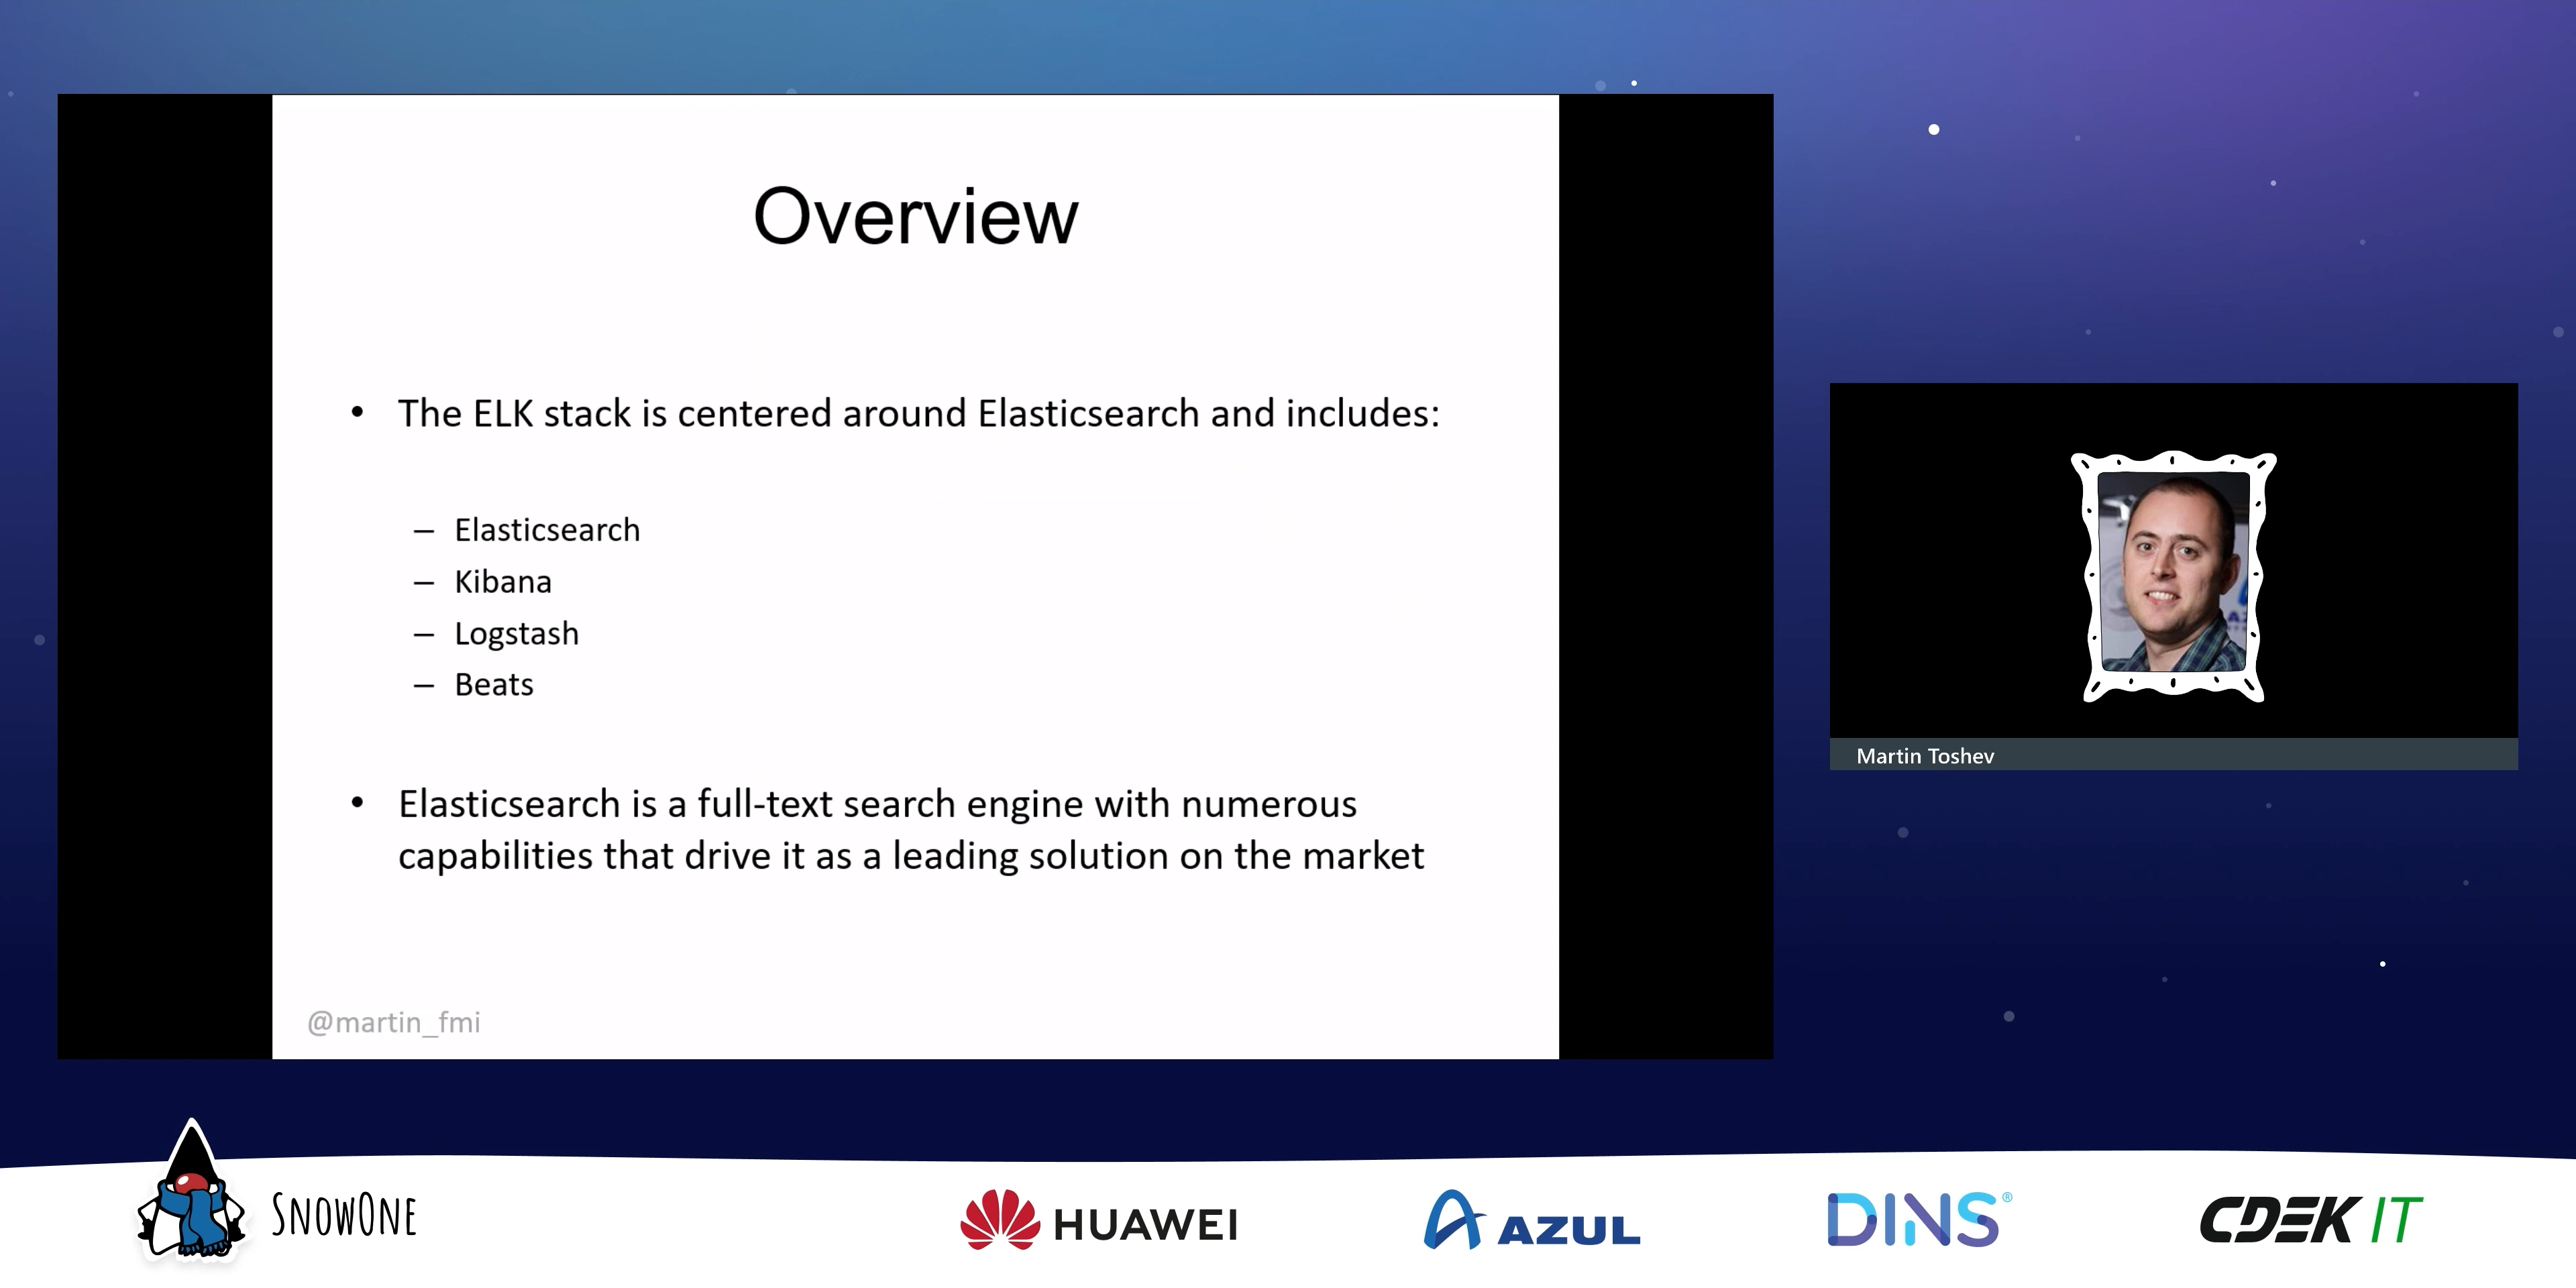 Overview
• The ELK stack is centered around Elasticsearch and includes:
– Elasticsearch
– Kibana
– Logstash
– Beats
• Elasticsearch is a full-text search engine with numerous
capabilities that drive it as a leading solution on the market
@martin_fmi
Martin Toshev
SNOWONE
HUAWEI
AZUL
DINS®
CDEK IT